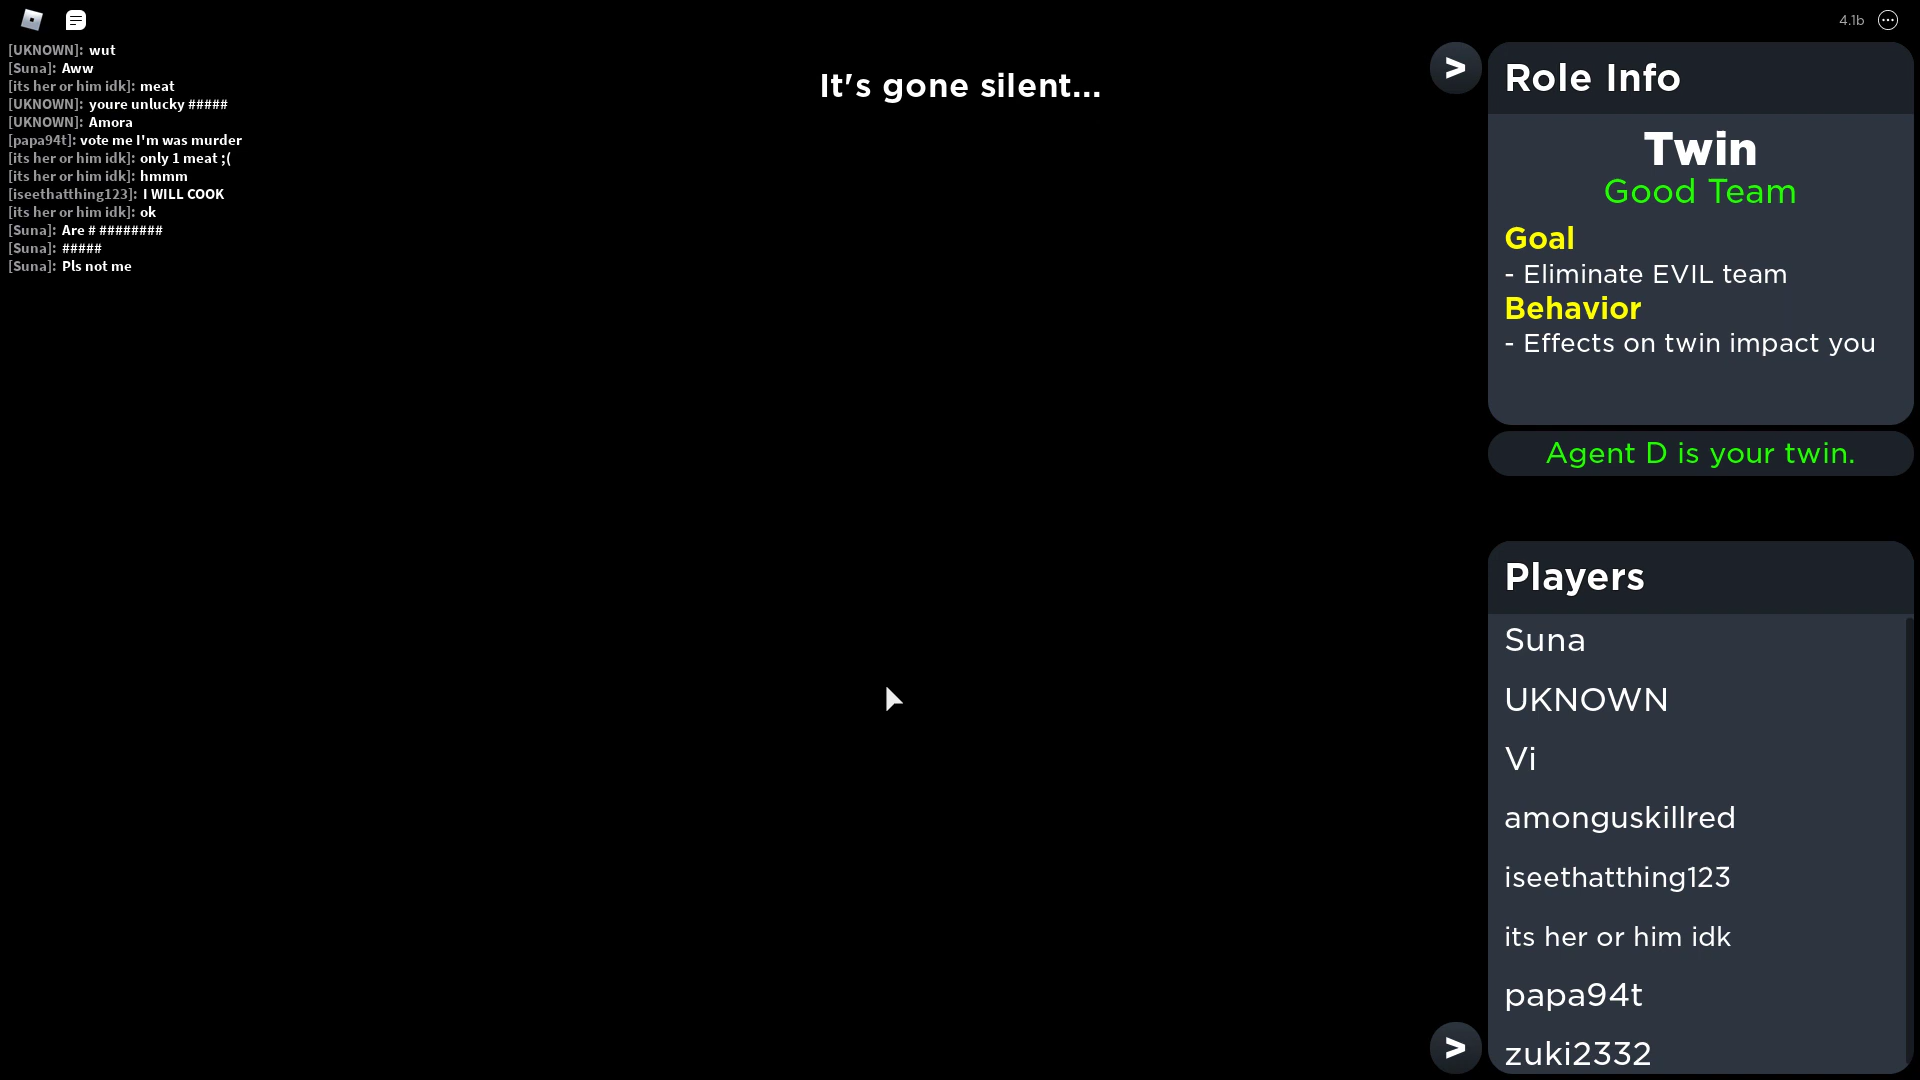 4.1b
[UKNOWN]: wut
[Suna]: Aww
[its her or him idk]: meat
[UKNOWN]: youre unlucky #####
[UKNOWN]: Amora
[papa94t]: vote me I'm was murder
[its her or him idk]: only 1 meat ;(
[its her or him idk]: hmmm
[iseethatthing123]: I WILL COOK
[its her or him idk]: ok
[Suna]: Are # ########
[Suna]: #####
[Suna]: Pls not me
It's gone silent...
>
Role Info
Twin
Good Team
Goal
- Eliminate EVIL team
Behavior
- Effects on twin impact you
Agent D is your twin.
Players
Suna
UKNOWN
Vi
amonguskillred
iseethatthing123
its her or him idk
papa94t
zuki2332
>